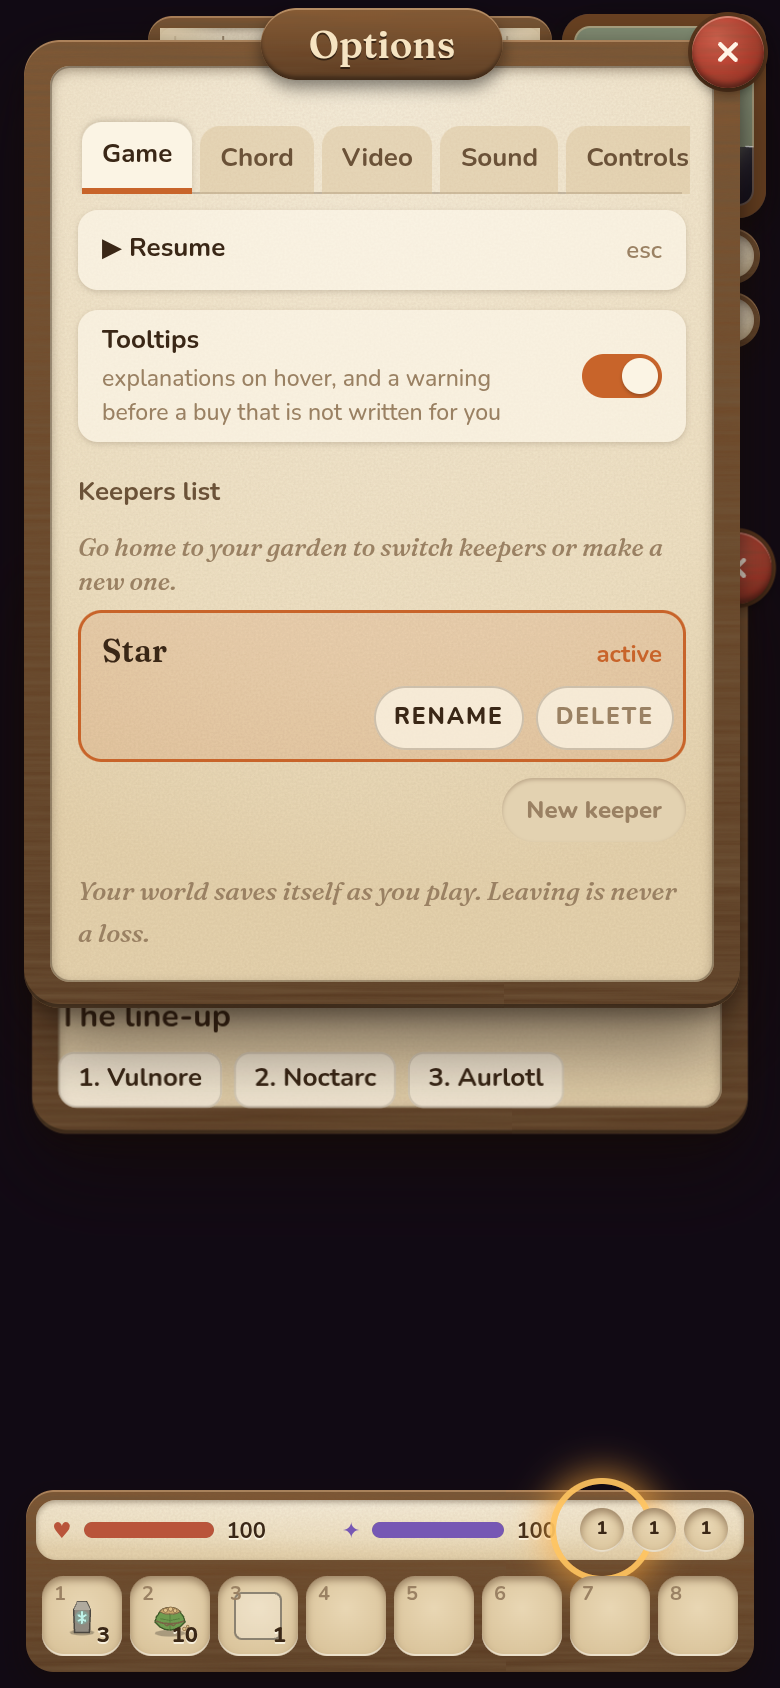 Options
Game
Chord
Video
Sound
Controls
▶ Resume
esc
Tooltips
explanations on hover, and a warning
before a buy that is not written for you
Keepers list
Go home to your garden to switch keepers or make a
new one.
Star
active
RENAME
DELETE
New keeper
Your world saves itself as you play. Leaving is never
a loss.
The line-up
1. Vulnore
2. Noctarc
3. Aurlotl
100
100
1
1
1
1
2
3
4
5
6
7
8
3
10
1